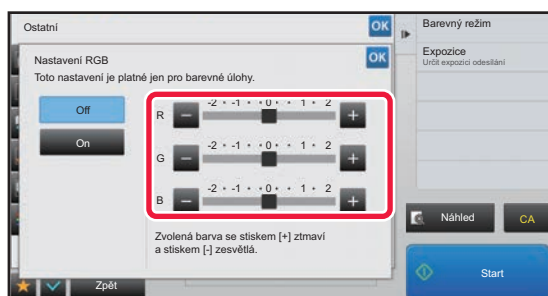 Ostatní
OK
Nastavení RGB
OK
Toto nastavení je platné jen pro barevné úlohy.
Off
On
R
-2 • -1 • • 0 • • 1 • 2
G
-2 • -1 • • 0 • • 1 • 2
B
-2 • -1 • • 0 • • 1 • 2
Zvolená barva se stiskem [+] ztmaví
a stiskem [-] zesvětlá.
Zpět
Barevný režim
Expozice
Určit expozici odesílání
Náhled
CA
Start